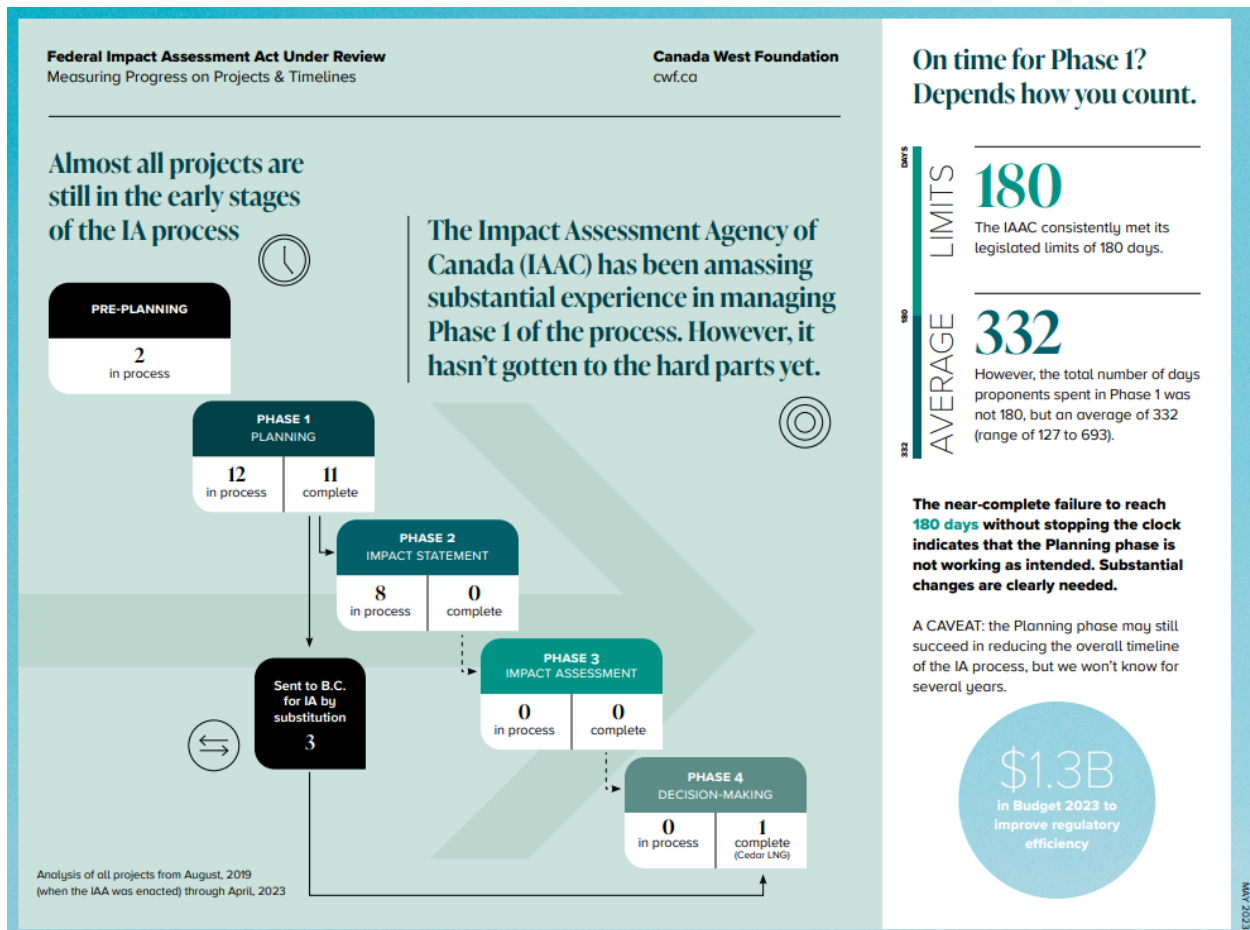 Federal Impact Assessment Act Under Review
Measuring Progress on Projects & Timelines
Canada West Foundation
cwf.ca
Almost all projects are
still in the early stages
of the IA process
The Impact Assessment Agency of
Canada (IAAC) has been amassing
substantial experience in managing
Phase 1 of the process. However, it
hasn't gotten to the hard parts yet.
PRE-PLANNING
2
in process
PHASE 1
PLANNING
12
in process
11
complete
PHASE 2
IMPACT STATEMENT
8
in process
0
complete
Sent to B.C.
for IA by
substitution
3
PHASE 3
IMPACT ASSESSMENT
0
in process
0
complete
PHASE 4
DECISION-MAKING
0
in process
1
complete
(Cedar LNG)
Analysis of all projects from August, 2019
(when the IAA was enacted) through April, 2023
On time for Phase 1?
Depends how you count.
DAYS
LIMITS
180
The IAAC consistently met its
legislated limits of 180 days.
180
AVERAGE
332
332
However, the total number of days
proponents spent in Phase 1 was
not 180, but an average of 332
(range of 127 to 693).
The near-complete failure to reach
180 days without stopping the clock
indicates that the Planning phase is
not working as intended. Substantial
changes are clearly needed.
A CAVEAT: the Planning phase may still
succeed in reducing the overall timeline
of the IA process, but we won't know for
several years.
$1.3B
in Budget 2023 to
improve regulatory
efficiency
MAY 2023